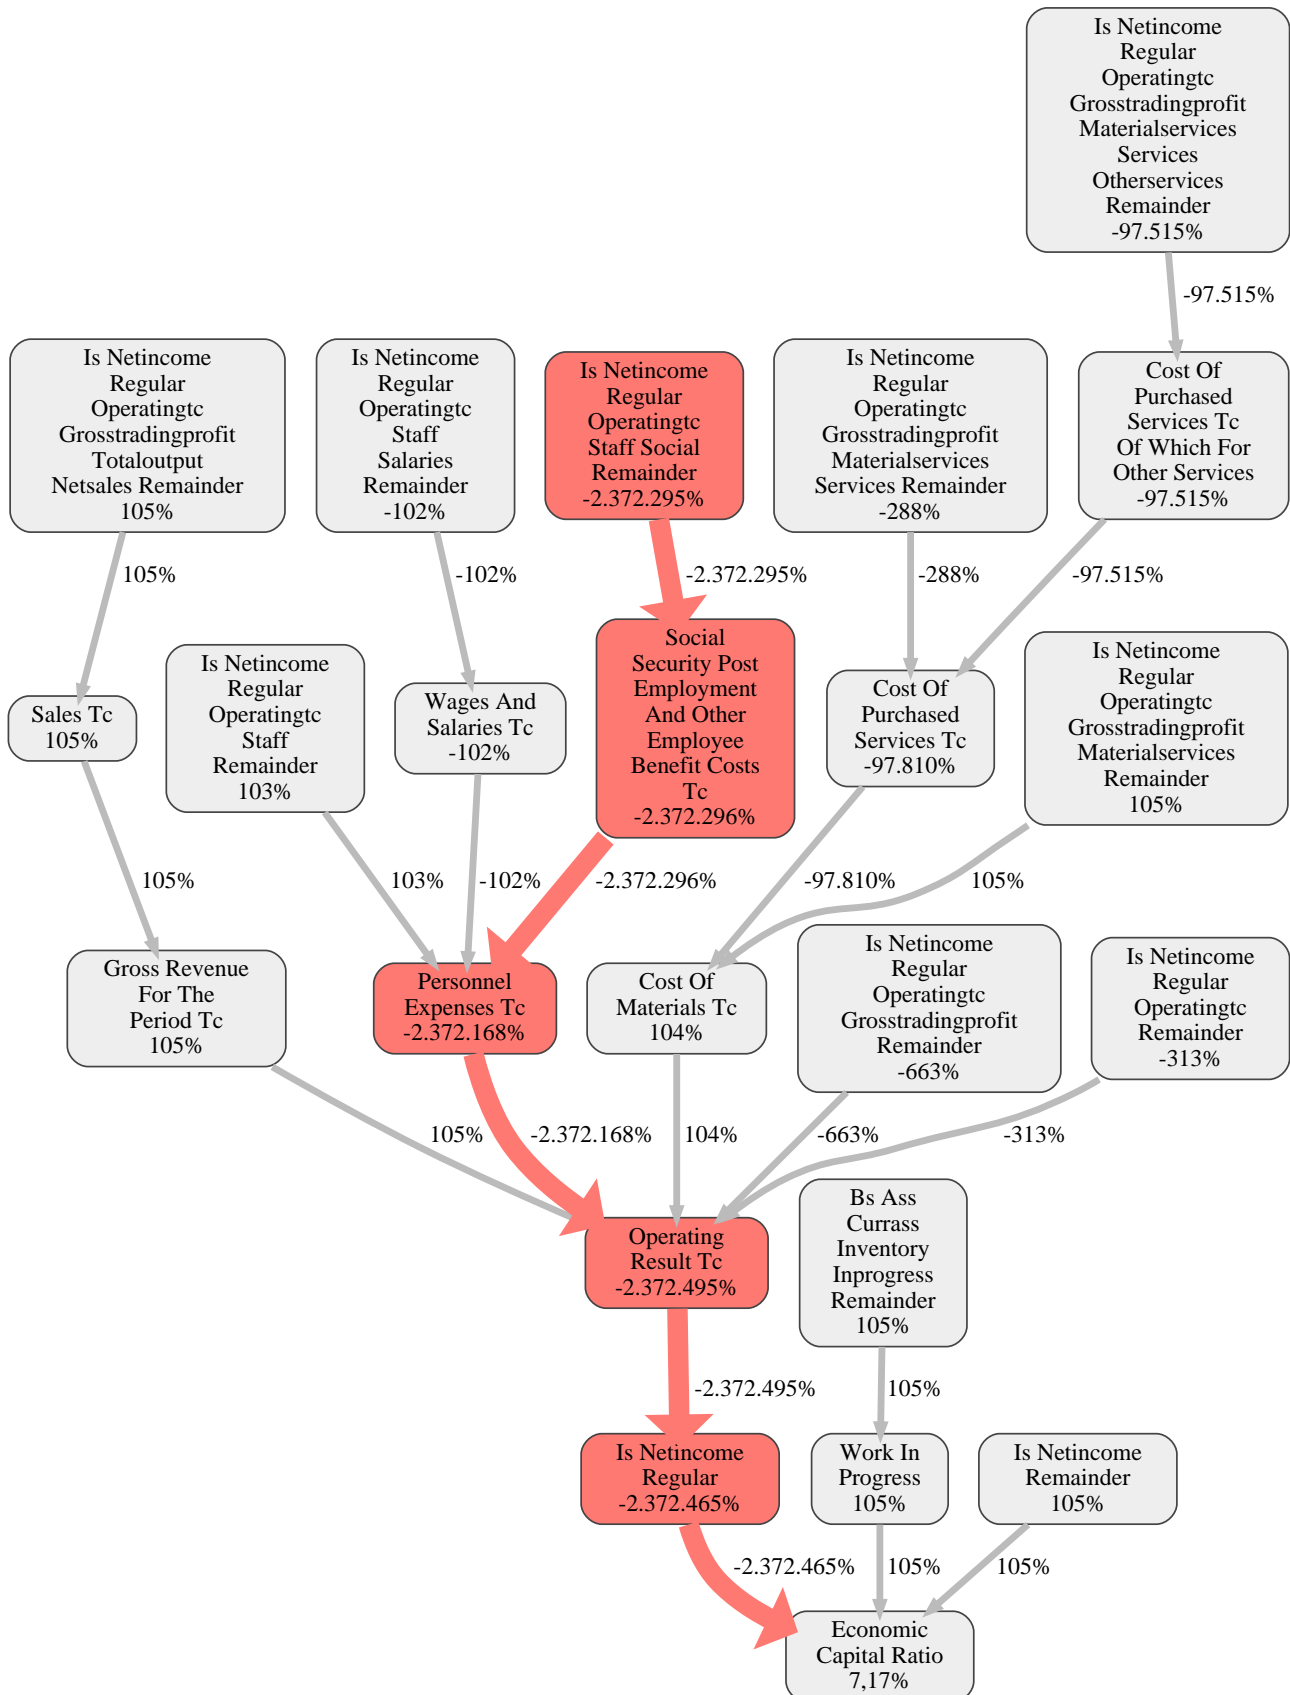 Is Netincome
Regular
Operatingtc
Grosstradingprofit
Materialservices
Services
Otherservices
Remainder
-97.515%
-97.515%
Is Netincome
Regular
Operatingtc
Grosstradingprofit
Totaloutput
Netsales Remainder
105%
Is Netincome
Regular
Operatingtc
Staff
Salaries
Remainder
-102%
Is Netincome
Regular
Operatingtc
Staff Social
Remainder
-2.372.295%
Is Netincome
Regular
Operatingtc
Grosstradingprofit
Materialservices
Services Remainder
-288%
Cost Of
Purchased
Services Tc
Of Which For
Other Services
-97.515%
105%
-102%
-2.372.295%
-288%
-97.515%
Sales Tc
105%
Is Netincome
Regular
Operatingtc
Staff
Remainder
103%
Wages And
Salaries Tc
-102%
Social
Security Post
Employment
And Other
Employee
Benefit Costs
Tc
-2.372.296%
Cost Of
Purchased
Services Tc
-97.810%
Is Netincome
Regular
Operatingtc
Grosstradingprofit
Materialservices
Remainder
105%
105%
103%
-102%
-2.372.296%
-97.810%
105%
Gross Revenue
For The
Period Tc
105%
Personnel
Expenses Tc
-2.372.168%
Cost Of
Materials Tc
104%
Is Netincome
Regular
Operatingtc
Grosstradingprofit
Remainder
-663%
Is Netincome
Regular
Operatingtc
Remainder
-313%
105%
-2.372.168%
104%
-663%
-313%
Operating
Result Tc
-2.372.495%
Bs Ass
Currass
Inventory
Inprogress
Remainder
105%
-2.372.495%
105%
Is Netincome
Regular
-2.372.465%
Work In
Progress
105%
Is Netincome
Remainder
105%
-2.372.465%
105%
105%
Economic
Capital Ratio
7,17%